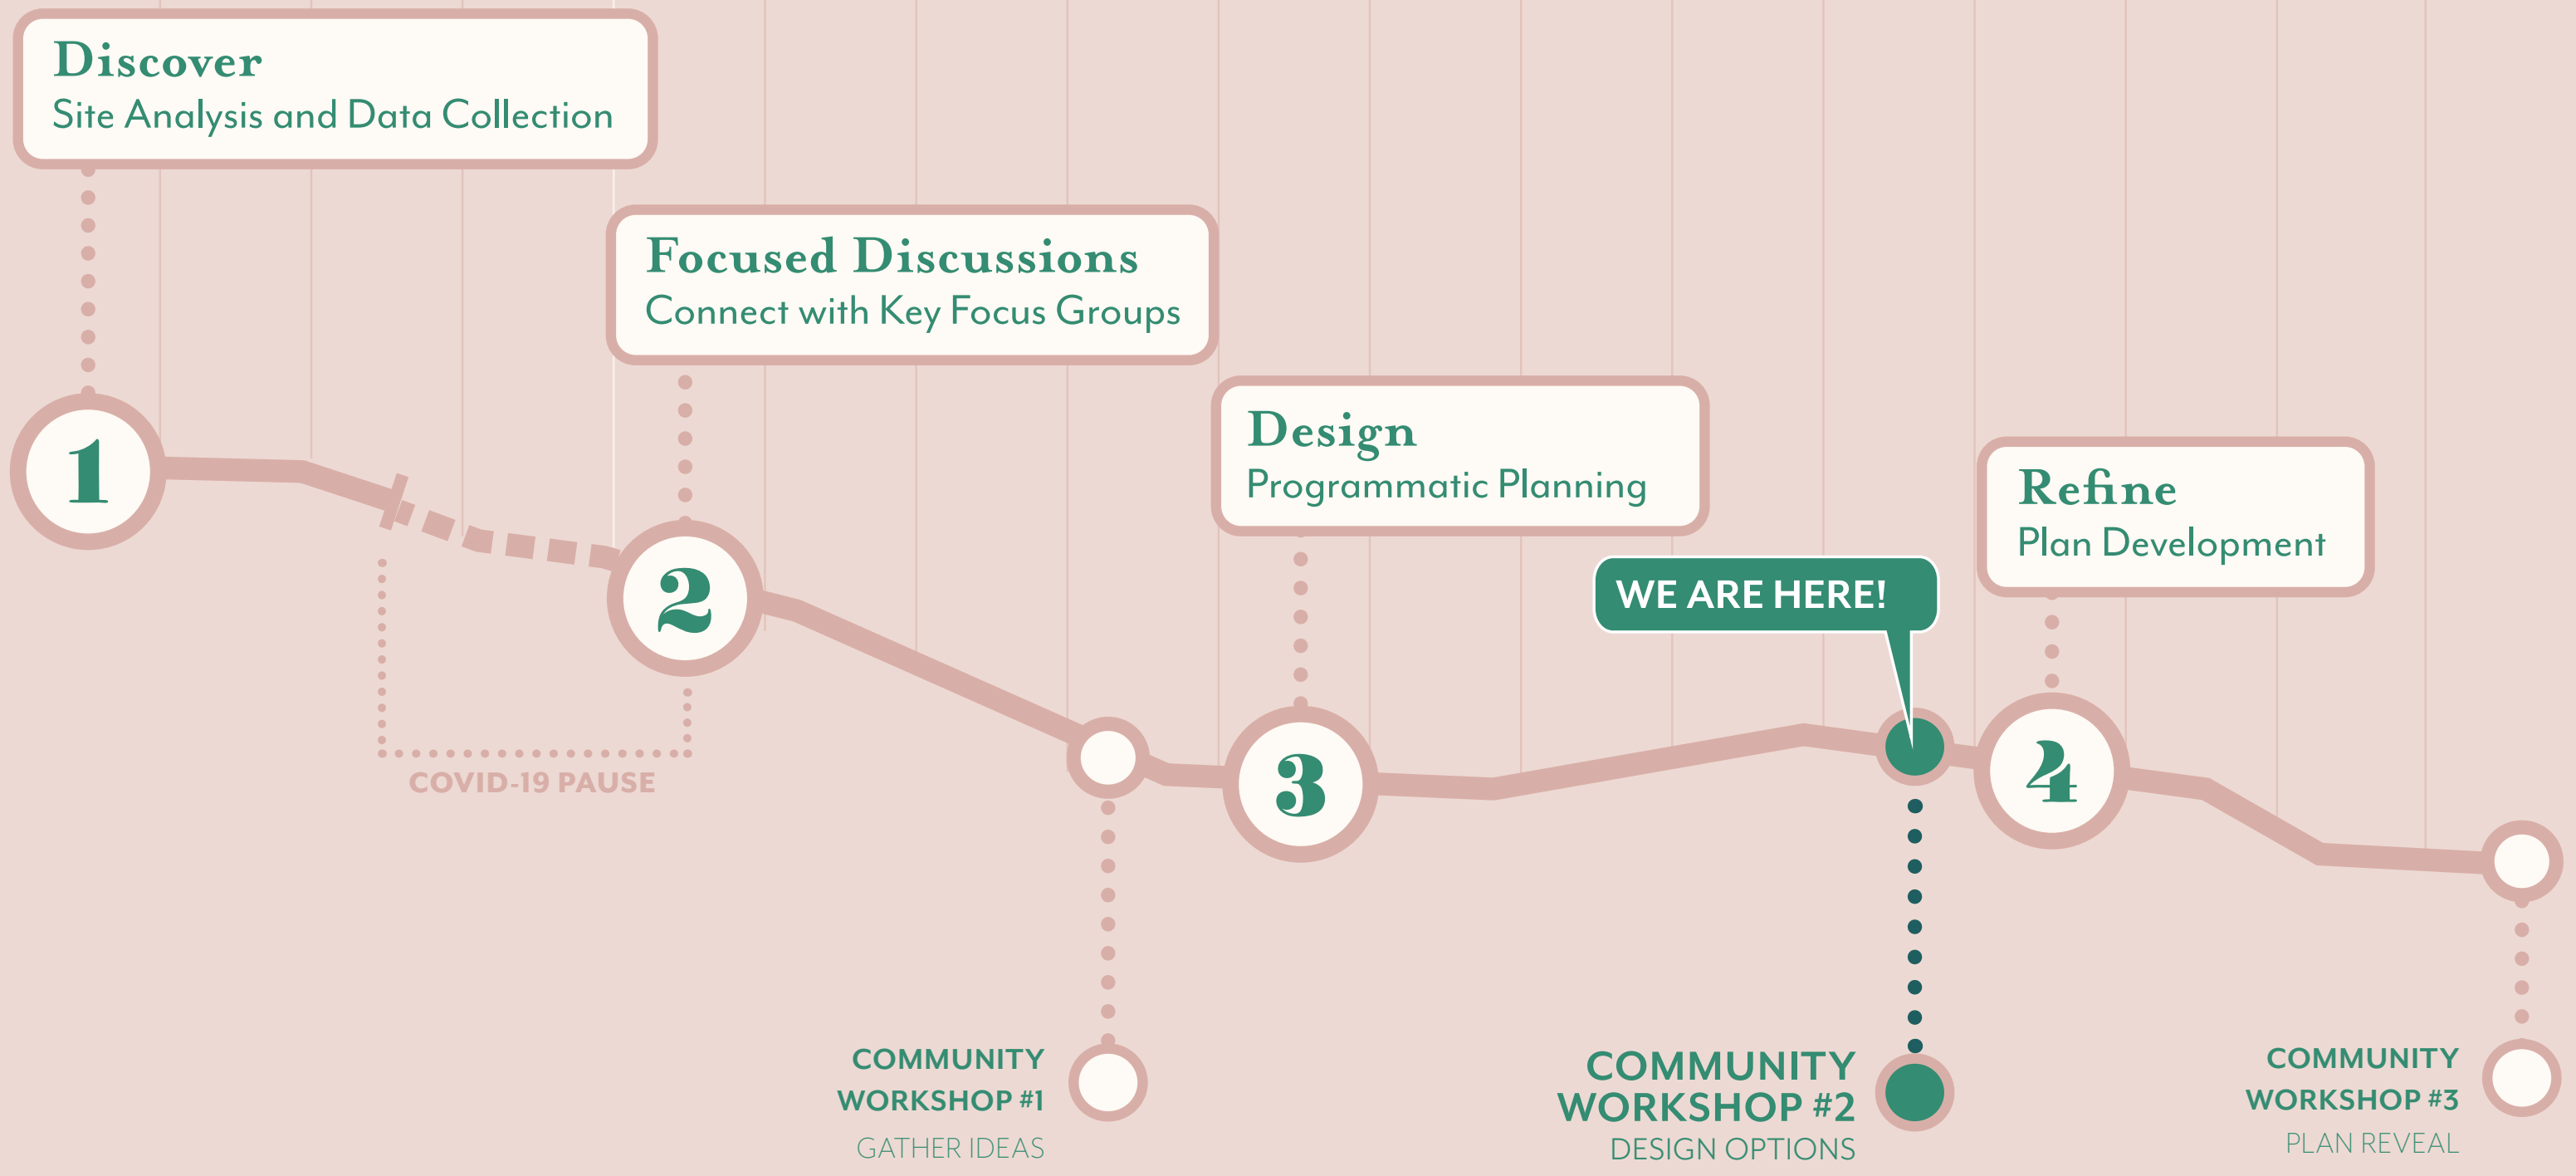 Discover
Site Analysis and Data Collection
1
COVID-19 PAUSE
Focused Discussions
Connect with Key Focus Groups
2
COMMUNITY
WORKSHOP #1
GATHER IDEAS
Design
Programmatic Planning
3
WE ARE HERE!
COMMUNITY
WORKSHOP #2
DESIGN OPTIONS
Refine
Plan Development
4
COMMUNITY
WORKSHOP #3
PLAN REVEAL